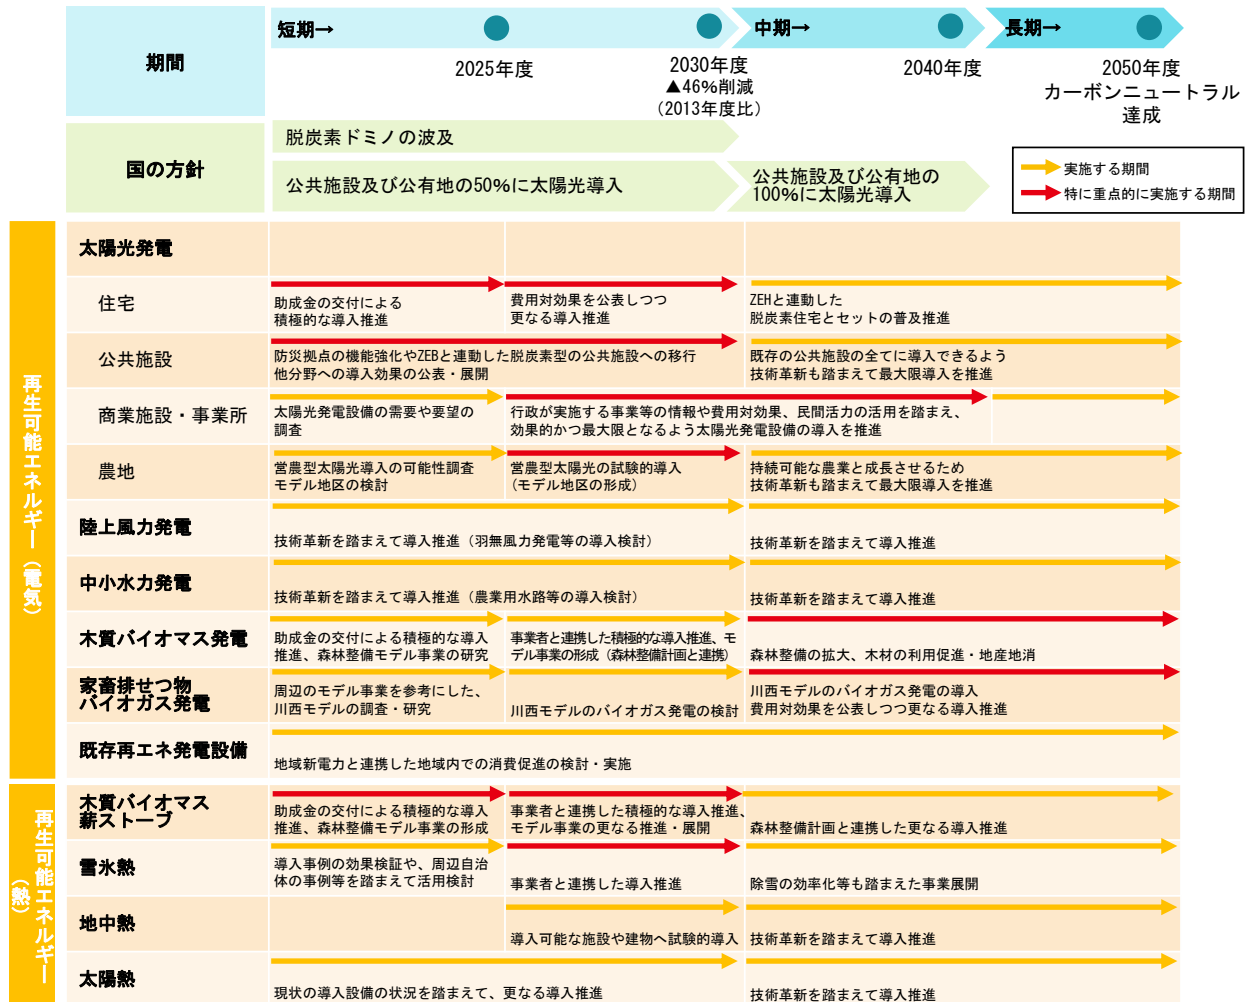 期間
短期→
中期→
長期→
2025年度
2030年度
▲46%削減
（2013年度比）
2040年度
2050年度
カーボンニュートラル
達成
国の方針
脱炭素ドミノの波及
公共施設及び公有地の50%に太陽光導入
公共施設及び公有地の
100%に太陽光導入
実施する期間
特に重点的に実施する期間
再生可能エネルギー（電気）
太陽光発電
住宅
助成金の交付による
積極的な導入推進
費用対効果を公表しつつ
更なる導入推進
ZEHと連動した
脱炭素住宅とセットの普及推進
公共施設
防災拠点の機能強化やZEBと連動した脱炭素型の公共施設への移行
他分野への導入効果の公表・展開
既存の公共施設の全てに導入できるよう
技術革新も踏まえて最大限導入を推進
商業施設・事業所
太陽光発電設備の需要や要望の
調査
行政が実施する事業等の情報や費用対効果、民間活力の活用を踏まえ、
効果的かつ最大限となるよう太陽光発電設備の導入を推進
農地
営農型太陽光導入の可能性調査
モデル地区の検討
営農型太陽光の試験的導入
（モデル地区の形成）
持続可能な農業と成長させるため
技術革新も踏まえて最大限導入を推進
陸上風力発電
技術革新を踏まえて導入推進（羽無風力発電等の導入検討）
技術革新を踏まえて導入推進
中小水力発電
技術革新を踏まえて導入推進（農業用水路等の導入検討）
技術革新を踏まえて導入推進
木質バイオマス発電
助成金の交付による積極的な導入
推進、森林整備モデル事業の研究
事業者と連携した積極的な導入推進、モ
デル事業の形成（森林整備計画と連携）
森林整備の拡大、木材の利用促進・地産地消
家畜排せつ物
バイオガス発電
周辺のモデル事業を参考にした、
川西モデルの調査・研究
川西モデルのバイオガス発電の検討
川西モデルのバイオガス発電の導入
費用対効果を公表しつつ更なる導入推進
既存再エネ発電設備
地域新電力と連携した地域内での消費促進の検討・実施
再生可能エネルギー
（熱）
木質バイオマス
薪ストーブ
助成金の交付による積極的な導入
推進、森林整備モデル事業の形成
事業者と連携した積極的な導入推進、
モデル事業の更なる推進・展開
森林整備計画と連携した更なる導入推進
雪氷熱
導入事例の効果検証や、周辺自治
体の事例等を踏まえて活用検討
事業者と連携した導入推進
除雪の効率化等も踏まえた事業展開
地中熱
導入可能な施設や建物へ試験的導入
技術革新を踏まえて導入推進
太陽熱
現状の導入設備の状況を踏まえて、更なる導入推進
技術革新を踏まえて導入推進